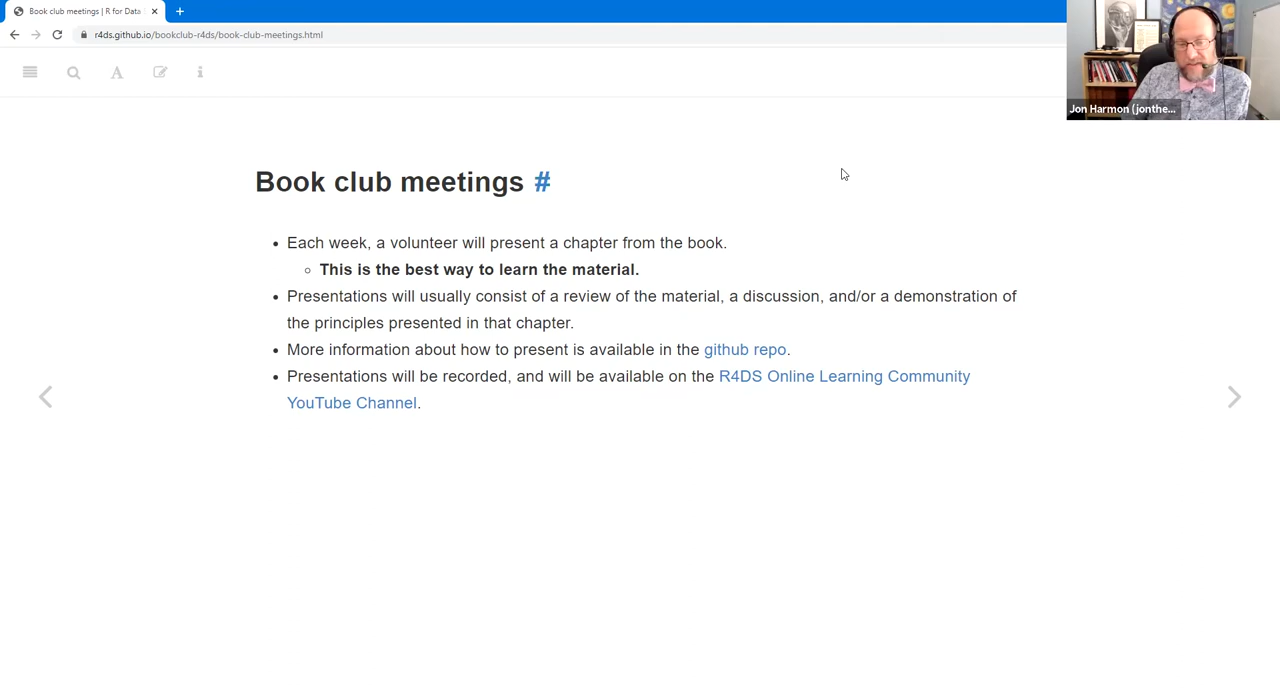 Book club meetings | R for Data
r4ds.github.io/bookclub-r4ds/book-club-meetings.html
Jon Harmon (jonthe...
Book club meetings #
Each week, a volunteer will present a chapter from the book.
This is the best way to learn the material.
Presentations will usually consist of a review of the material, a discussion, and/or a demonstration of
the principles presented in that chapter.
More information about how to present is available in the github repo.
Presentations will be recorded, and will be available on the R4DS Online Learning Community
YouTube Channel.